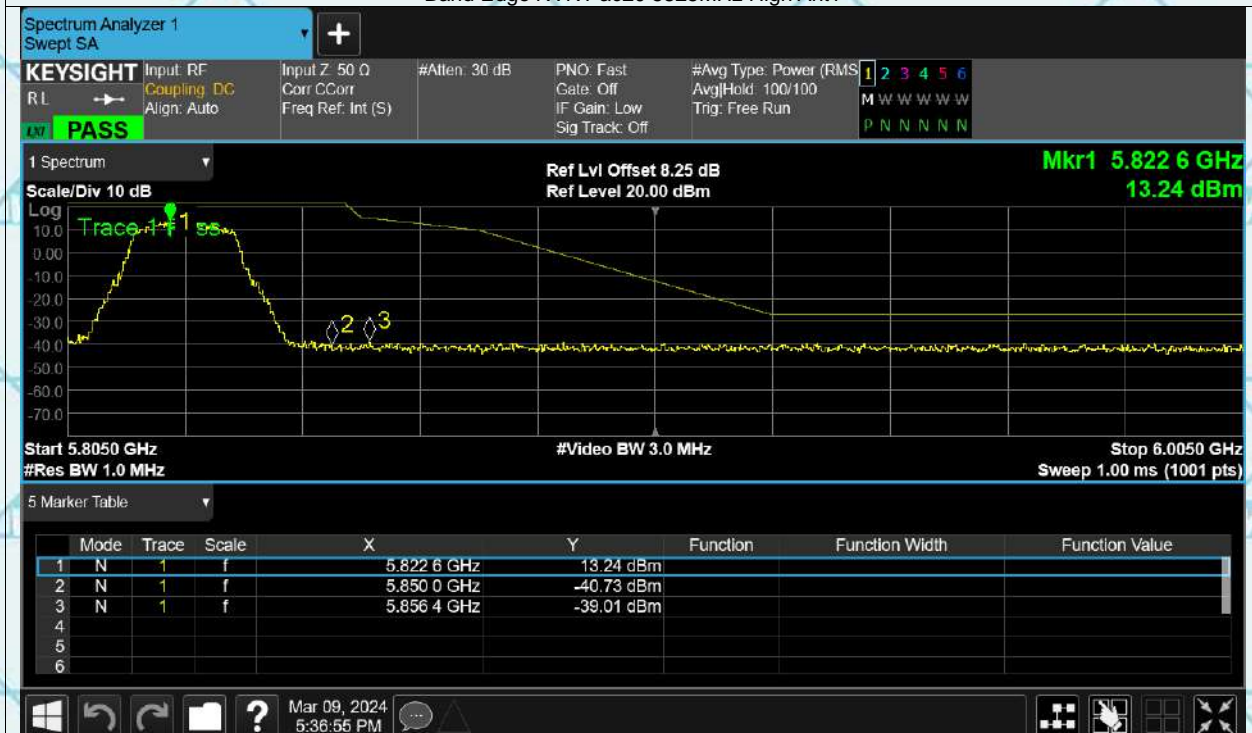 Spectrum Analyzer 1
Swept SA
+
KEYSIGHT Input: RF Input Z: 50 Ω #Atten: 30 dB PNO: Fast #Avg Type: Power (RMS 1 2 3 4 5 6
RL Coupling: DC Corr CCorr Gate: Off Avg|Hold: 100/100 M W W W W W
Align: Auto Freq Ref: Int (S) IF Gain: Low Trig: Free Run P N N N N N
LXI PASS Sig Track: Off
1 Spectrum Ref Lvl Offset 8.25 dB Mkr1 5.822 6 GHz
Scale/Div 10 dB Ref Level 20.00 dBm 13.24 dBm
Log
Trace 1 1
10.0
0.00
-10.0
-20.0
-30.0 2 3
-40.0
-50.0
-60.0
-70.0
Start 5.8050 GHz #Video BW 3.0 MHz Stop 6.0050 GHz
#Res BW 1.0 MHz Sweep 1.00 ms (1001 pts)
5 Marker Table
Mode Trace Scale X Y Function Function Width Function Value
1 N 1 f 5.822 6 GHz 13.24 dBm
2 N 1 f 5.850 0 GHz -40.73 dBm
3 N 1 f 5.856 4 GHz -39.01 dBm
4
5
6
? Mar 09, 2024
5:36:55 PM